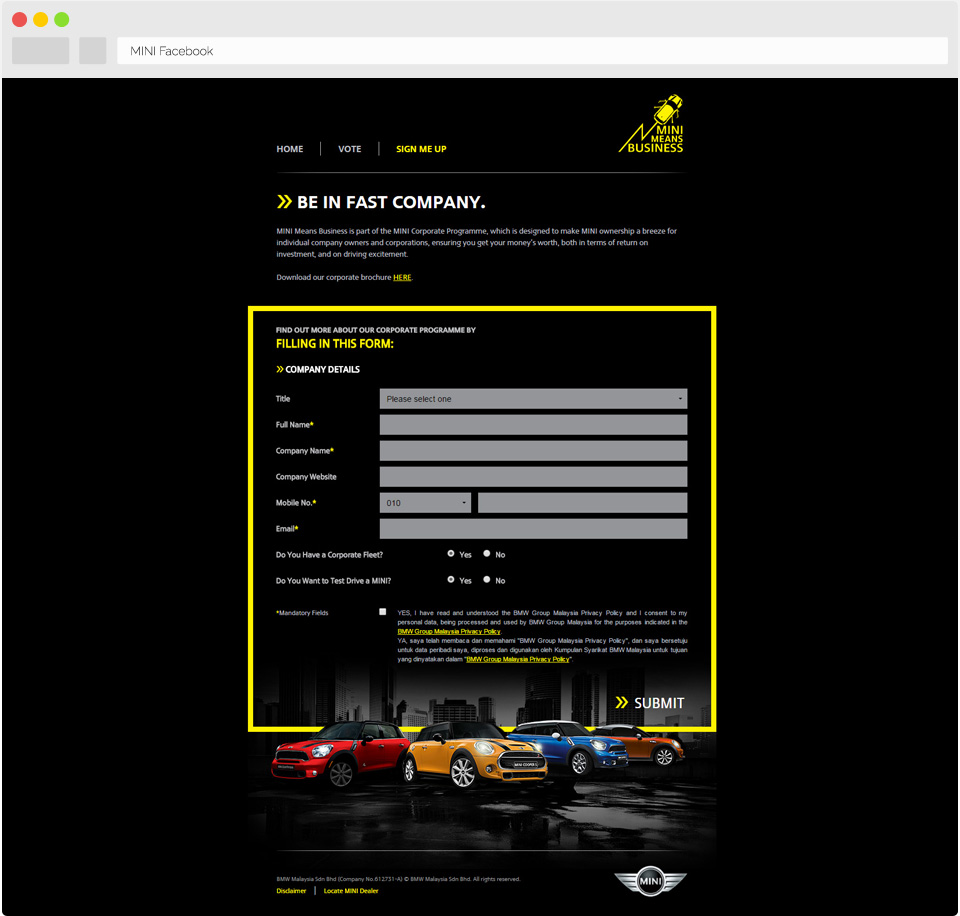 MINI Facebook
MINI
MEANS
BUSINESS
HOME
VOTE
SIGN ME UP
BE IN FAST COMPANY.
MINI Means Business is part of the MINI Corporate Programme, which is designed to make MINI ownership a breeze for
individual company owners and corporations, ensuring you get your money's worth, both in terms of return on
investment, and on driving excitement.
Download our corporate brochure HERE.
FIND OUT MORE ABOUT OUR CORPORATE PROGRAMME BY
FILLING IN THIS FORM:
COMPANY DETAILS
Title Please select one
Full Name*
Company Name*
Company Website
Mobile No.* 010
Email*
Do You Have a Corporate Fleet? Yes No
Do You Want to Test Drive a MINI? Yes No
*Mandatory Fields
YES, I have read and understood the BMW Group Malaysia Privacy Policy and I consent to my
personal data, being processed and used by BMW Group Malaysia for the purposes indicated in the
BMW Group Malaysia Privacy Policy.
YA, saya telah membaca dan memahami "BMW Group Malaysia Privacy Policy", dan saya bersetuju
untuk data peribadi saya, diproses dan digunakan oleh Kumpulan Syarikat BMW Malaysia untuk tujuan
yang dinyatakan dalam "BMW Group Malaysia Privacy Policy".
SUBMIT
MINI COOPER S
BMW Malaysia Sdn Bhd (Company No.612731-A) © BMW Malaysia Sdn Bhd. All rights reserved.
Disclaimer
Locate MINI Dealer
MINI